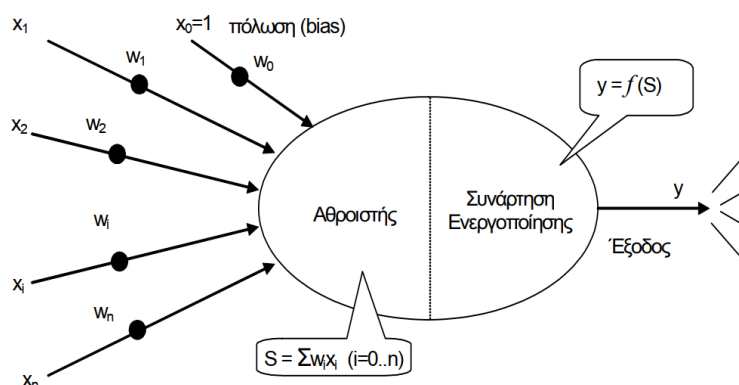 x1
x0=1 πόλωση (bias)
w1
w0
y = f (S)
x2
w2
Αθροιστής
Συνάρτηση
Ενεργοποίησης
y
Έξοδος
wi
xi
wn
S = Σwixi (i=0..n)
xn